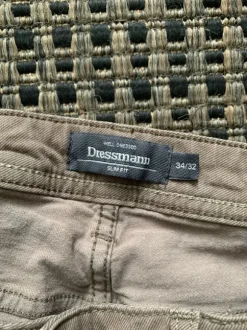 WELL DRESSED
Dressmann
SLIM FIT
34/32